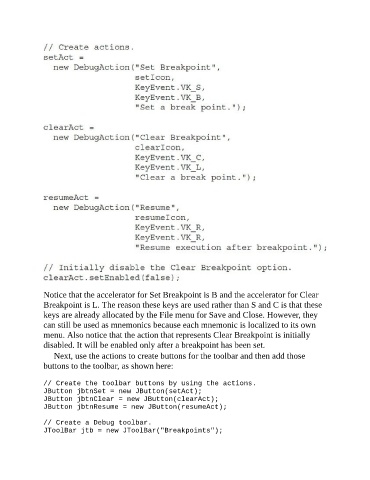 // Create actions.
setAct =
  new DebugAction("Set Breakpoint",
                  setIcon,
                  KeyEvent.VK_S,
                  KeyEvent.VK_B,
                  "Set a break point.");

clearAct =
  new DebugAction("Clear Breakpoint",
                  clearIcon,
                  KeyEvent.VK_C,
                  KeyEvent.VK_L,
                  "Clear a break point.");

resumeAct =
  new DebugAction("Resume",
                  resumeIcon,
                  KeyEvent.VK_R,
                  KeyEvent.VK_R,
                  "Resume execution after breakpoint.");

// Initially disable the Clear Breakpoint option.
clearAct.setEnabled(false);

Notice that the accelerator for Set Breakpoint is B and the accelerator for Clear
Breakpoint is L. The reason these keys are used rather than S and C is that these
keys are already allocated by the File menu for Save and Close. However, they
can still be used as mnemonics because each mnemonic is localized to its own
menu. Also notice that the action that represents Clear Breakpoint is initially
disabled. It will be enabled only after a breakpoint has been set.
Next, use the actions to create buttons for the toolbar and then add those
buttons to the toolbar, as shown here:

// Create the toolbar buttons by using the actions.
JButton jbtnSet = new JButton(setAct);
JButton jbtnClear = new JButton(clearAct);
JButton jbtnResume = new JButton(resumeAct);

// Create a Debug toolbar.
JToolBar jtb = new JToolBar("Breakpoints");